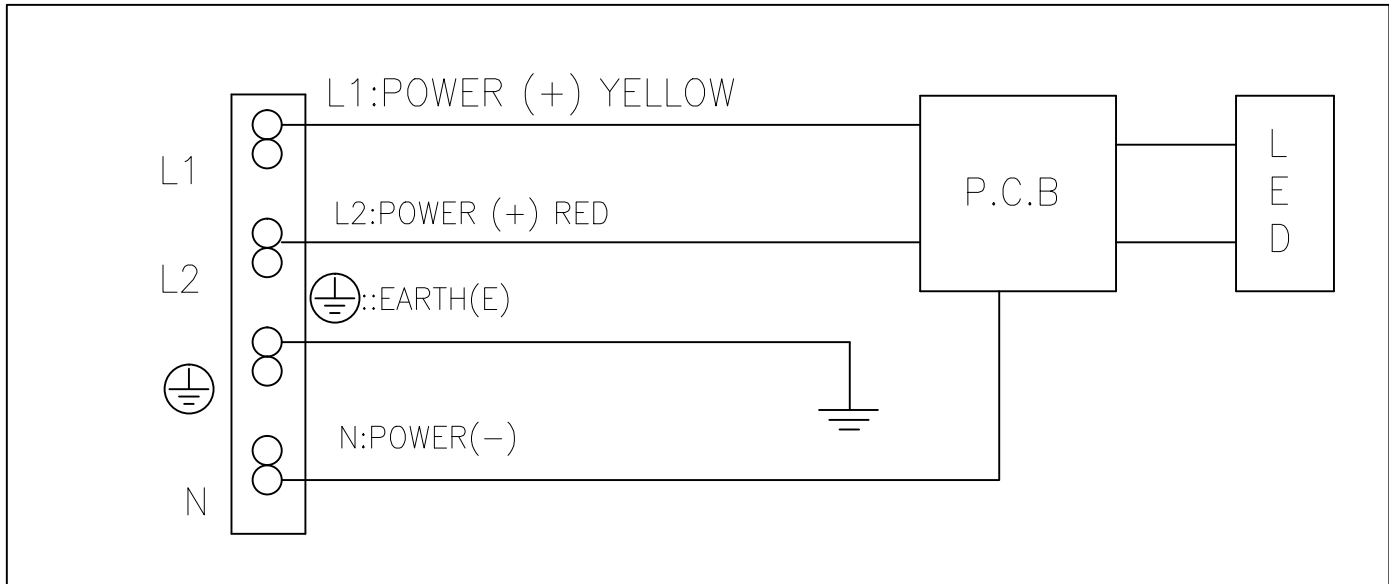 L1:POWER (+) YELLOW
L1
L2:POWER (+) RED
P.C.B
L
E
D
L2
::EARTH(E)
N:POWER(−)
N